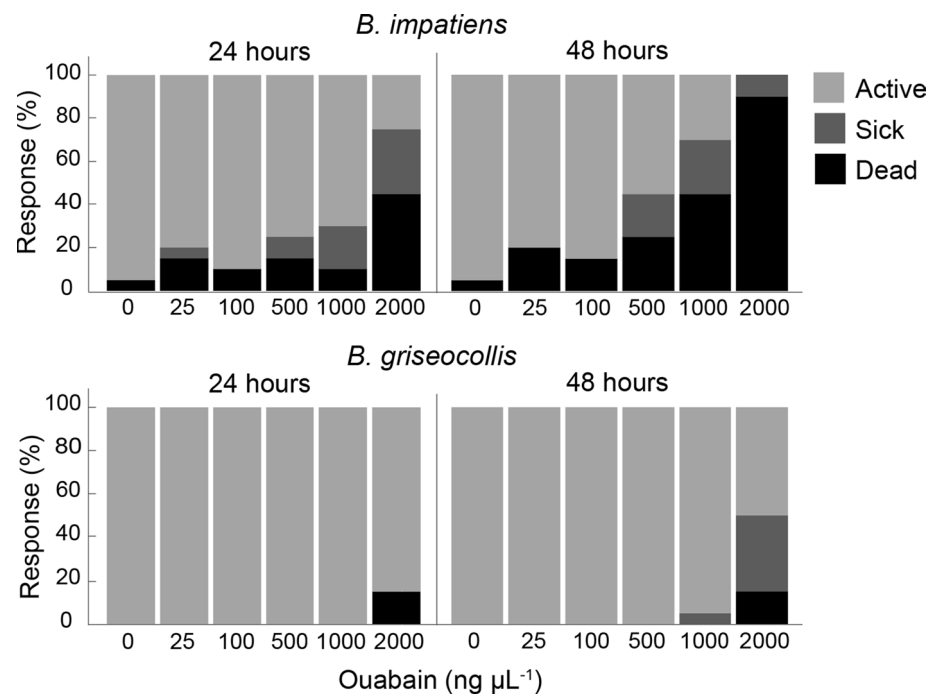 B. impatiens
24 hours
48 hours
Response (%)
100
80
60
40
20
0
0 25 100 500 1000 2000
0 25 100 500 1000 2000
Active
Sick
Dead
B. griseocollis
24 hours
48 hours
Response (%)
100
80
60
40
20
0
0 25 100 500 1000 2000
0 25 100 500 1000 2000
Ouabain (ng µL⁻¹)